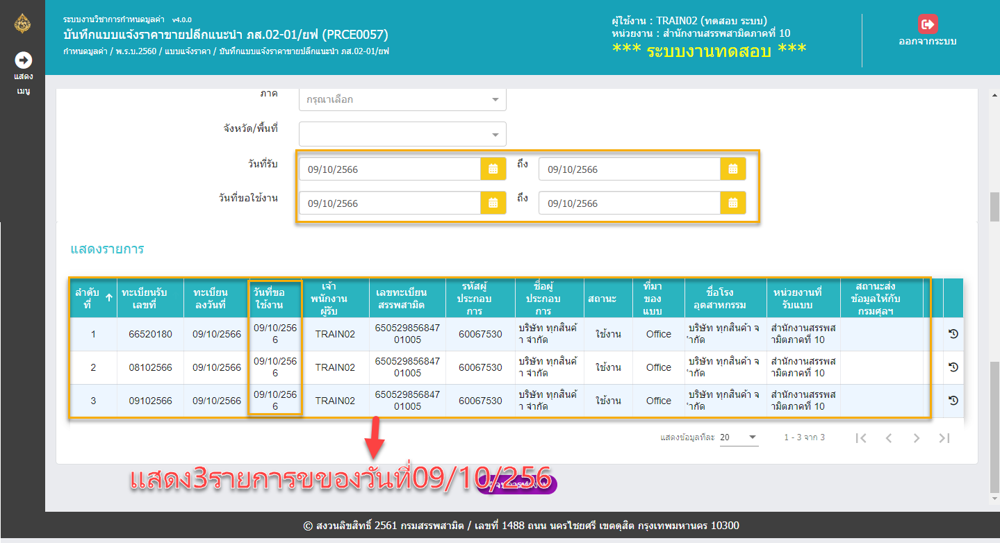 ระบบงานวิชาการกำหนดมูลค่า v4.0.0
บันทึกแบบแจ้งราคาขายปลีกแนะนำ ภส.02-01/ยฟ (PRCE0057)
กำหนดมูลค่า / พ.ร.บ.2560 / แบบแจ้งราคา / บันทึกแบบแจ้งราคาขายปลีกแนะนำ ภส.02-01/ยฟ
ผู้ใช้งาน : TRAIN02 (ทดสอบ ระบบ)
หน่วยงาน : สำนักงานสรรพสามิตภาคที่ 10
*** ระบบงานทดสอบ ***
ออกจากระบบ
แสดง
เมนู
ภาค กรุณาเลือก
จังหวัด/พื้นที่
วันที่รับ 09/10/2566 ถึง 09/10/2566
วันที่ขอใช้งาน 09/10/2566 ถึง 09/10/2566
แสดงรายการ
ลำดับที่ ทะเบียนรับเลขที่ ทะเบียนลงวันที่ วันที่ขอใช้งาน เจ้าพนักงานผู้รับ เลขทะเบียนสรรพสามิต รหัสผู้ประกอบการ ชื่อผู้ประกอบการ สถานะ ที่มาของแบบ ชื่อโรงอุตสาหกรรม หน่วยงานที่รับแบบ สถานะส่งข้อมูลให้กับกรมศุลฯ
1 66520180 09/10/2566 09/10/2566 TRAIN02 65052985684701005 60067530 บริษัท ทุกสินค้า จำกัด ใช้งาน Office บริษัท ทุกสินค้า จำกัด สำนักงานสรรพสามิตภาคที่ 10
2 08102566 09/10/2566 09/10/2566 TRAIN02 65052985684701005 60067530 บริษัท ทุกสินค้า จำกัด ใช้งาน Office บริษัท ทุกสินค้า จำกัด สำนักงานสรรพสามิตภาคที่ 10
3 09102566 09/10/2566 09/10/2566 TRAIN02 65052985684701005 60067530 บริษัท ทุกสินค้า จำกัด ใช้งาน Office บริษัท ทุกสินค้า จำกัด สำนักงานสรรพสามิตภาคที่ 10
แสดงข้อมูลทีละ 20 1 - 3 จาก 3
แสดง3รายการขของวันที่09/10/256
© สงวนลิขสิทธิ์ 2561 กรมสรรพสามิต / เลขที่ 1488 ถนน นครไชยศรี เขตดุสิต กรุงเทพมหานคร 10300